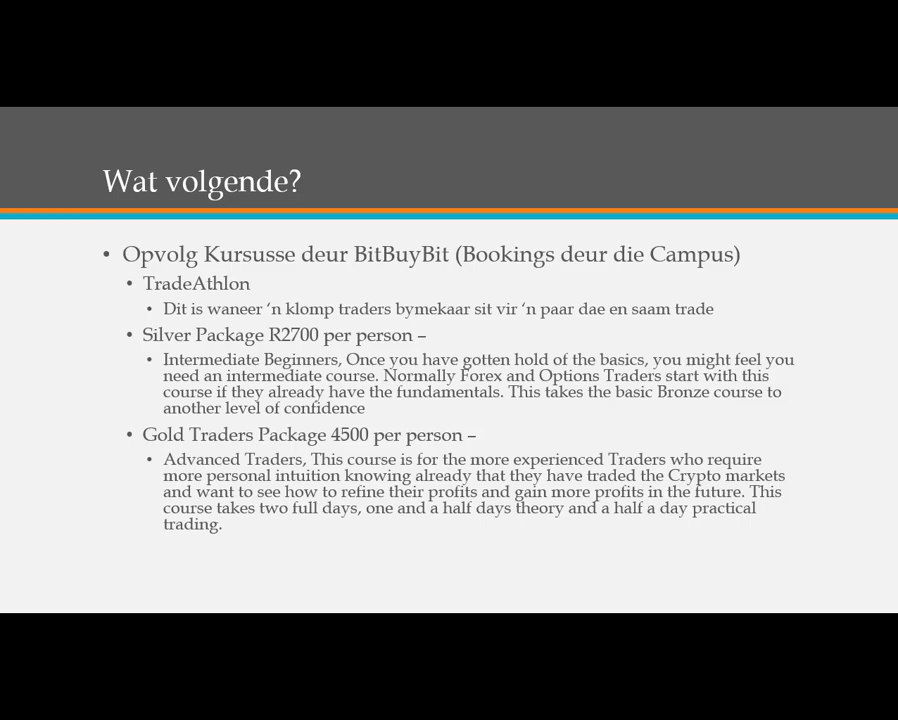 Wat volgende?
• Opvolg Kursusse deur BitBuyBit (Bookings deur die Campus)
• TradeAthlon
• Dit is waneer ‘n klomp traders bymekaar sit vir ‘n paar dae en saam trade
• Silver Package R2700 per person –
• Intermediate Beginners, Once you have gotten hold of the basics, you might feel you
need an intermediate course. Normally Forex and Options Traders start with this
course if they already have the fundamentals. This takes the basic Bronze course to
another level of confidence
• Gold Traders Package 4500 per person –
• Advanced Traders, This course is for the more experienced Traders who require
more personal intuition knowing already that they have traded the Crypto markets
and want to see how to refine their profits and gain more profits in the future. This
course takes two full days, one and a half days theory and a half a day practical
trading.